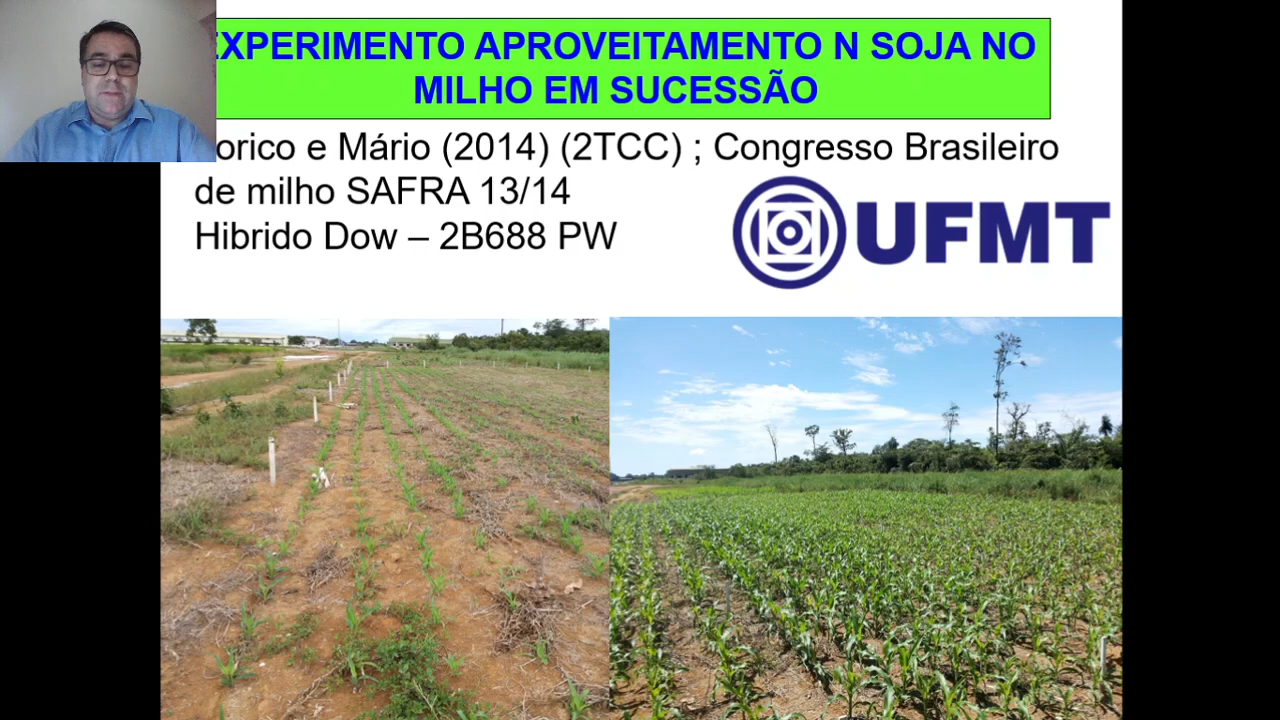 EXPERIMENTO APROVEITAMENTO N SOJA NO
MILHO EM SUCESSÃO
e Mário (2014) (2TCC) ; Congresso Brasileiro
de milho SAFRA 13/14
Hibrido Dow – 2B688 PW
UFMT